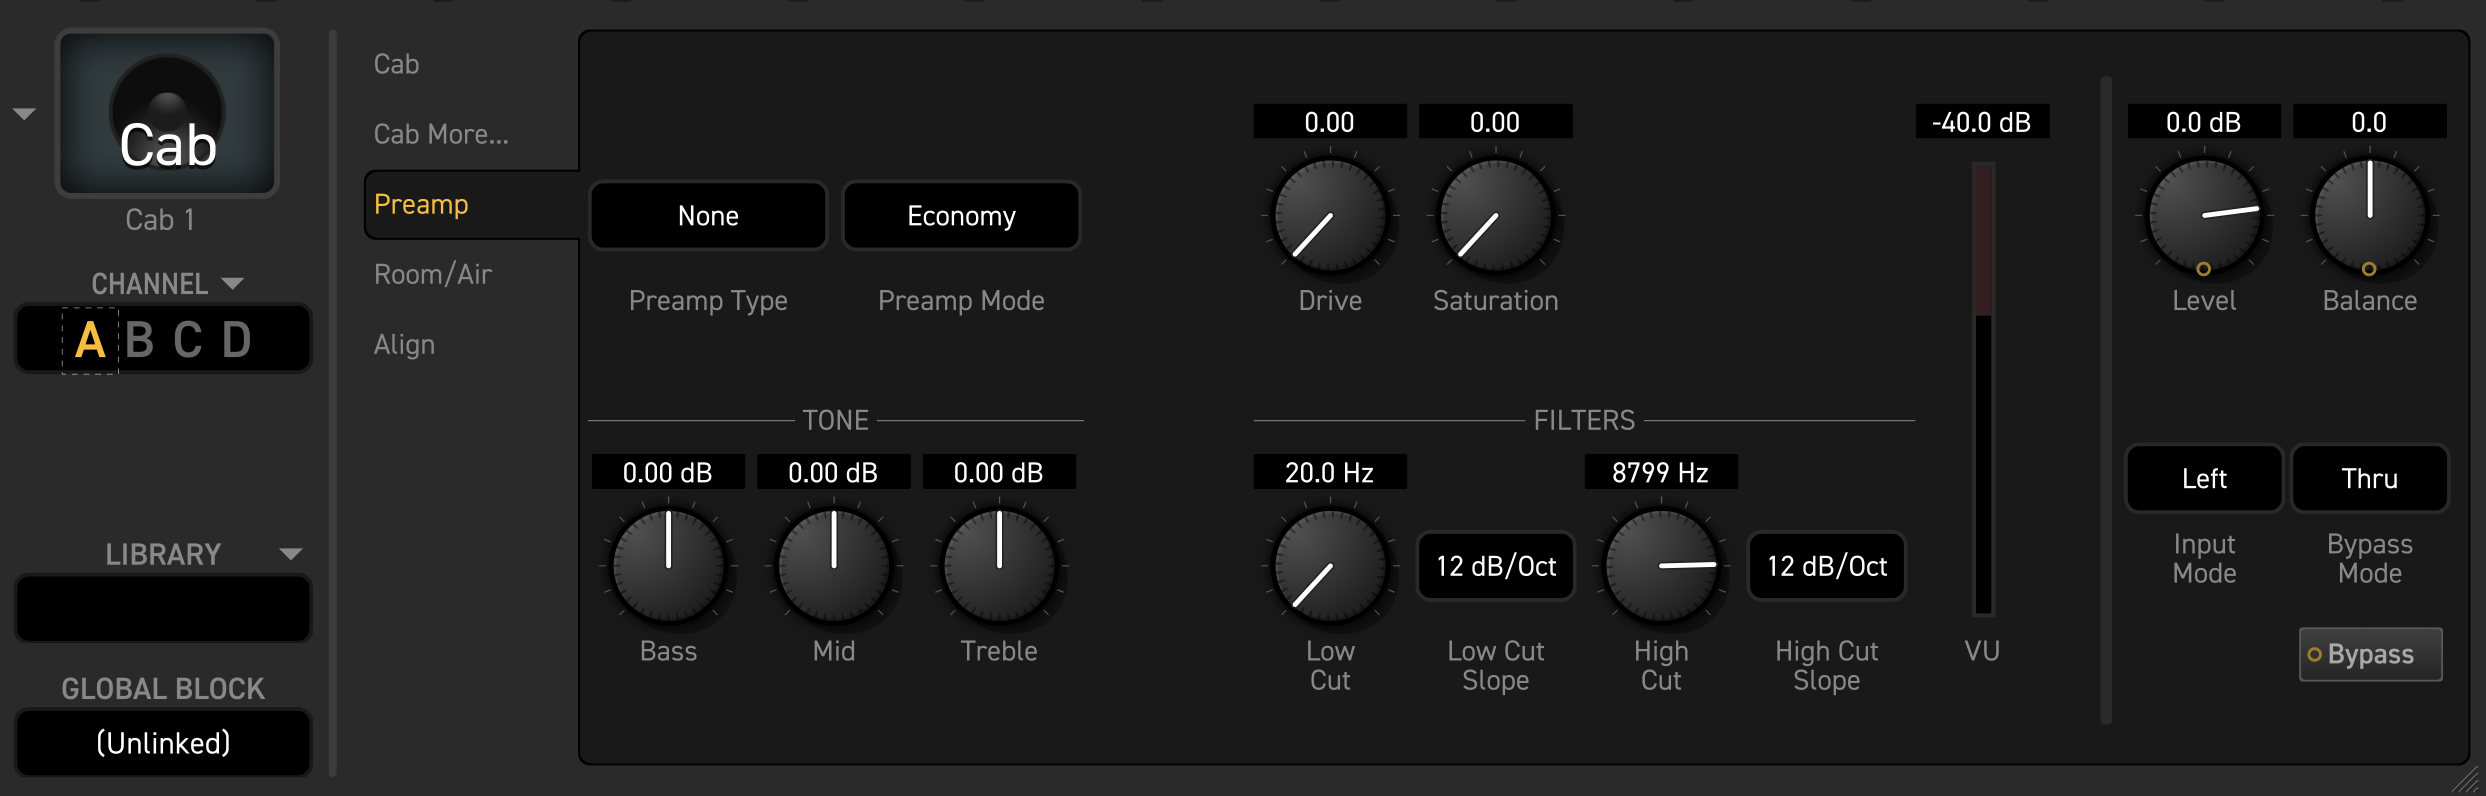 Cab
Cab 1
CHANNEL
A B C D
LIBRARY
GLOBAL BLOCK
(Unlinked)
Cab
Cab More...
Preamp
Room/Air
Align
None
Economy
Preamp Type
Preamp Mode
0.00
0.00
Drive
Saturation
-40.0 dB
0.0 dB
0.0
Level
Balance
TONE
0.00 dB
0.00 dB
0.00 dB
Bass
Mid
Treble
FILTERS
20.0 Hz
12 dB/Oct
8799 Hz
12 dB/Oct
Low
Cut
Low Cut
Slope
High
Cut
High Cut
Slope
VU
Left
Thru
Input
Mode
Bypass
Mode
Bypass